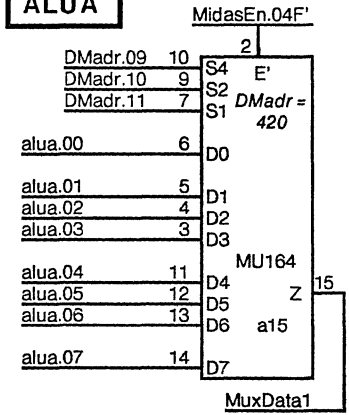 ALUA
MidasEn.04F'
2
DMadr.09 10 S4 E'
DMadr.10 9 S2 DMadr =
DMadr.11 7 S1 420
alua.00 6 D0
alua.01 5 D1
alua.02 4 D2
alua.03 3 D3
MU164
alua.04 11 D4 Z 15
alua.05 12 D5
alua.06 13 D6 a15
alua.07 14 D7
MuxData1